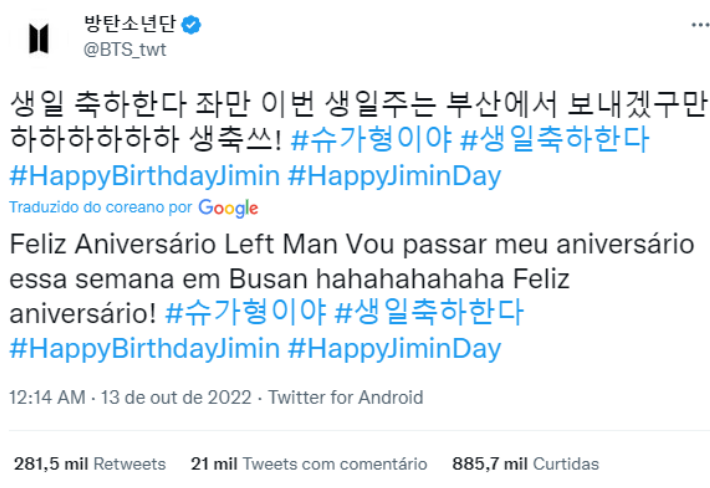 방탄소년단
@BTS_twt
생일 축하한다 좌만 이번 생일주는 부산에서 보내겠구만
하하하하하하 생축쓰! #슈가형이야 #생일축하한다
#HappyBirthdayJimin #HappyJiminDay
Traduzido do coreano por Google
Feliz Aniversário Left Man Vou passar meu aniversário
essa semana em Busan hahahahahaha Feliz
aniversário! #슈가형이야 #생일축하한다
#HappyBirthdayJimin #HappyJiminDay
12:14 AM · 13 de out de 2022 · Twitter for Android
281,5 mil Retweets 21 mil Tweets com comentário 885,7 mil Curtidas